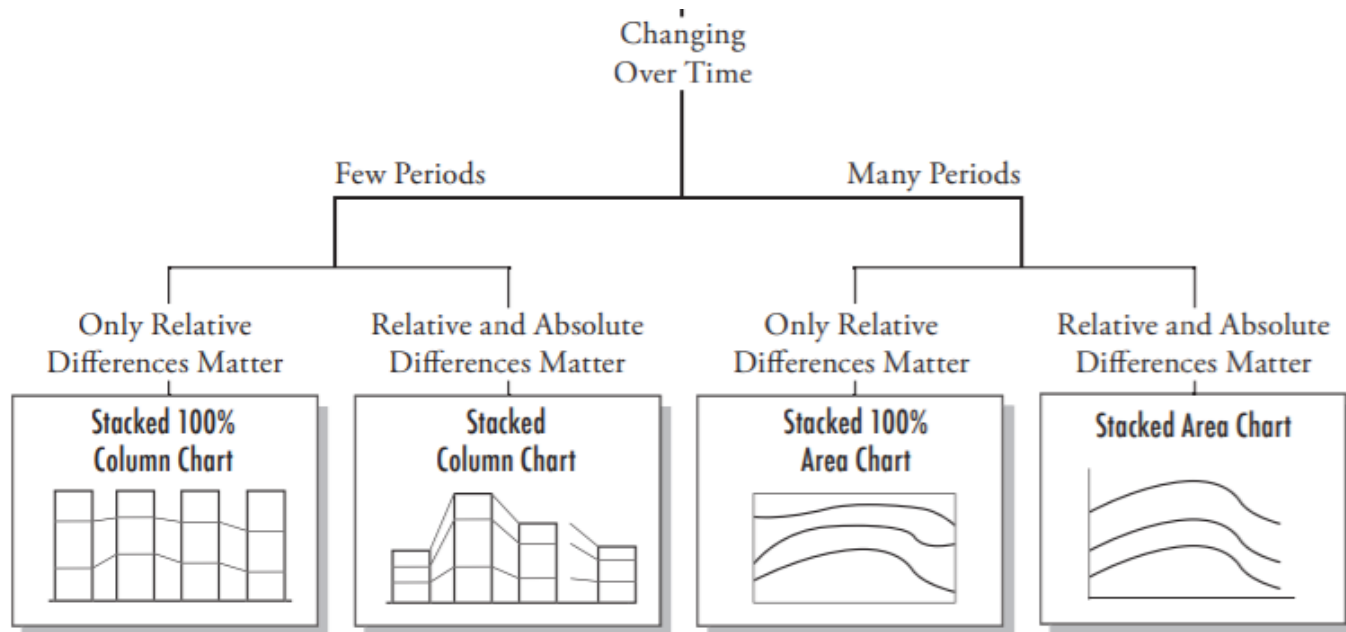 Changing
Over Time
Few Periods
Many Periods
Only Relative
Differences Matter
Relative and Absolute
Differences Matter
Only Relative
Differences Matter
Relative and Absolute
Differences Matter
Stacked 100%
Column Chart
Stacked
Column Chart
Stacked 100%
Area Chart
Stacked Area Chart